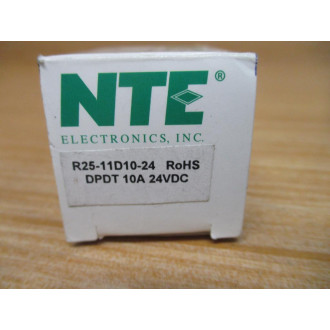 NTE®
ELECTRONICS, INC.
R25-11D10-24 RoHS
DPDT 10A 24VDC